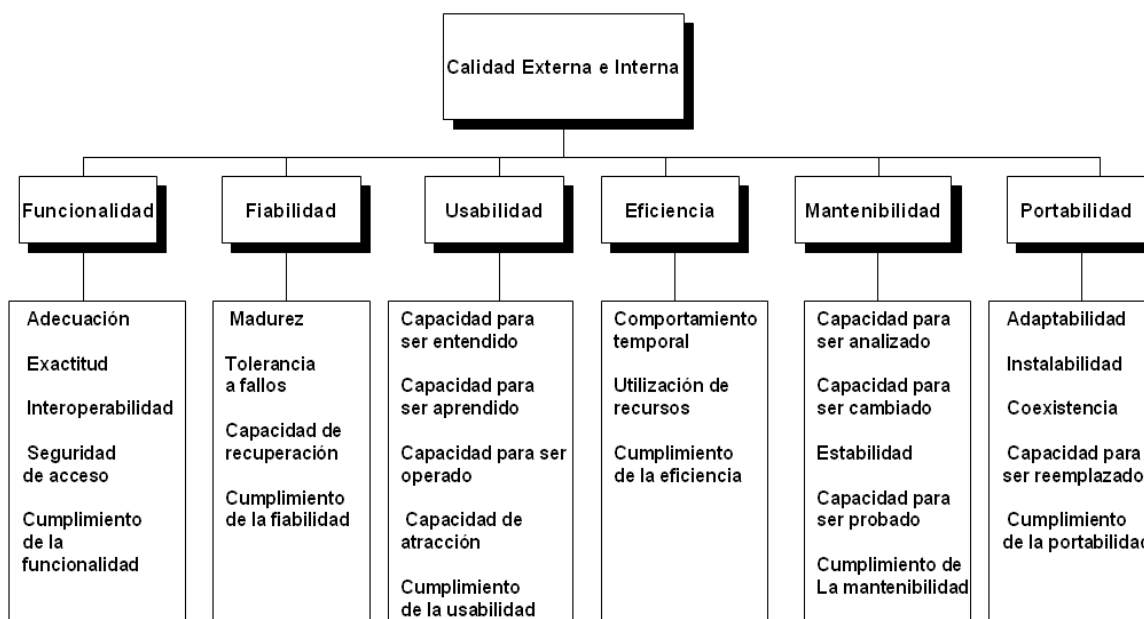 Calidad Externa e Interna
Funcionalidad
Fiabilidad
Usabilidad
Eficiencia
Mantenibilidad
Portabilidad
Adecuación
Exactitud
Interoperabilidad
Seguridad
de acceso
Cumplimiento
de la
funcionalidad
Madurez
Tolerancia
a fallos
Capacidad de
recuperación
Cumplimiento
de la fiabilidad
Capacidad para
ser entendido
Capacidad para
ser aprendido
Capacidad para ser
operado
Capacidad de
atracción
Cumplimiento
de la usabilidad
Comportamiento
temporal
Utilización de
recursos
Cumplimiento
de la eficiencia
Capacidad para
ser analizado
Capacidad para
ser cambiado
Estabilidad
Capacidad para
ser probado
Cumplimiento de
La mantenibilidad
Adaptabilidad
Instalabilidad
Coexistencia
Capacidad para
ser reemplazado
Cumplimiento
de la portabilidad